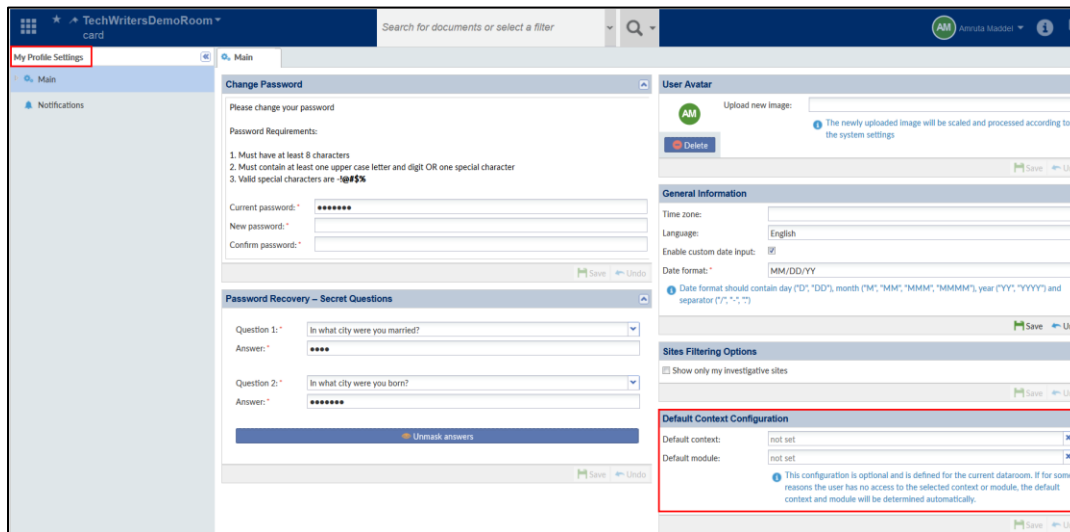 TechWritersDemoRoom
card
Search for documents or select a filter
AM
Amruta Maddel
My Profile Settings
Main
Notifications
Main
Change Password
Please change your password
Password Requirements:
1. Must have at least 8 characters
2. Must contain at least one upper case letter and digit OR one special character
3. Valid special characters are -!@#$%
Current password:*
New password:*
Confirm password:*
Save Undo
Password Recovery – Secret Questions
Question 1:* In what city were you married?
Answer:*
Question 2:* In what city were you born?
Answer:*
Unmask answers
Save Undo
User Avatar
AM
Upload new image:
The newly uploaded image will be scaled and processed according to
the system settings
Delete
Save
General Information
Time zone:
Language: English
Enable custom date input:
Date format:* MM/DD/YY
Date format should contain day ("D", "DD"), month ("M", "MM", "MMM", "MMMM"), year ("YY", "YYYY") and
separator ("/", "-", ".")
Save
Sites Filtering Options
Show only my investigative sites
Save
Default Context Configuration
Default context: not set
Default module: not set
This configuration is optional and is defined for the current dataroom. If for som
reasons the user has no access to the selected context or module, the default
context and module will be determined automatically.
Save